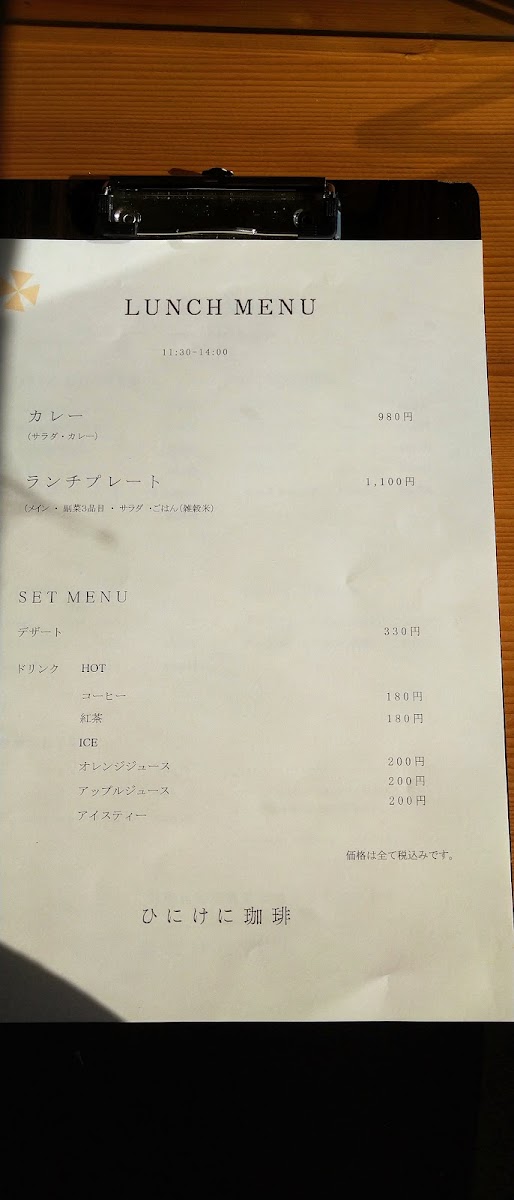 LUNCH MENU
11:30-14:00
カレー 980円
(サラダ・カレー)
ランチプレート 1,100円
(メイン・副菜3品目・サラダ・ごはん(雑穀米)
SET MENU
デザート 330円
ドリンク HOT
コーヒー 180円
紅茶 180円
ICE
オレンジジュース 200円
アップルジュース 200円
アイスティー 200円
価格は全て税込みです。
ひにけに珈琲